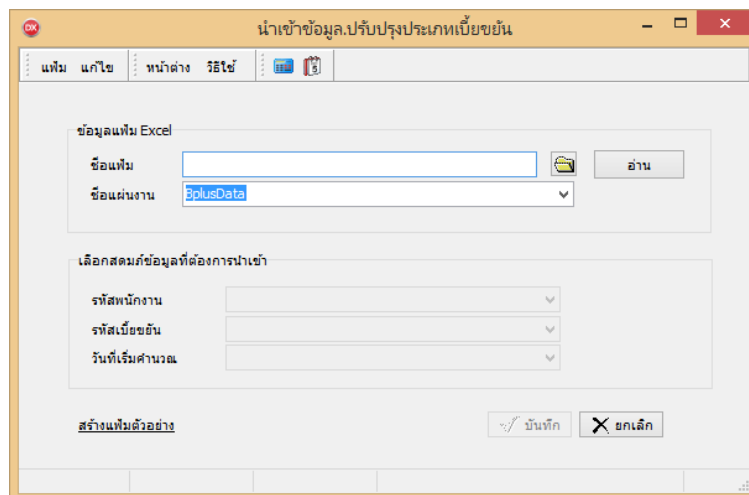 DX นำเข้าข้อมูล.ปรับปรุงประเภทเบี้ยขยัน
แฟ้ม แก้ไข หน้าต่าง วิธีใช้ 5
ข้อมูลแฟ้ม Excel
ชื่อแฟ้ม อ่าน
ชื่อแผ่นงาน BplusData
เลือกสดมภ์ข้อมูลที่ต้องการนำเข้า
รหัสพนักงาน
รหัสเบี้ยขยัน
วันที่เริ่มคำนวณ
สร้างแฟ้มตัวอย่าง บันทึก ยกเลิก